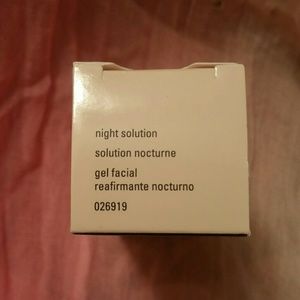 night solution
solution nocturne
gel facial
reafirmante nocturno
026919